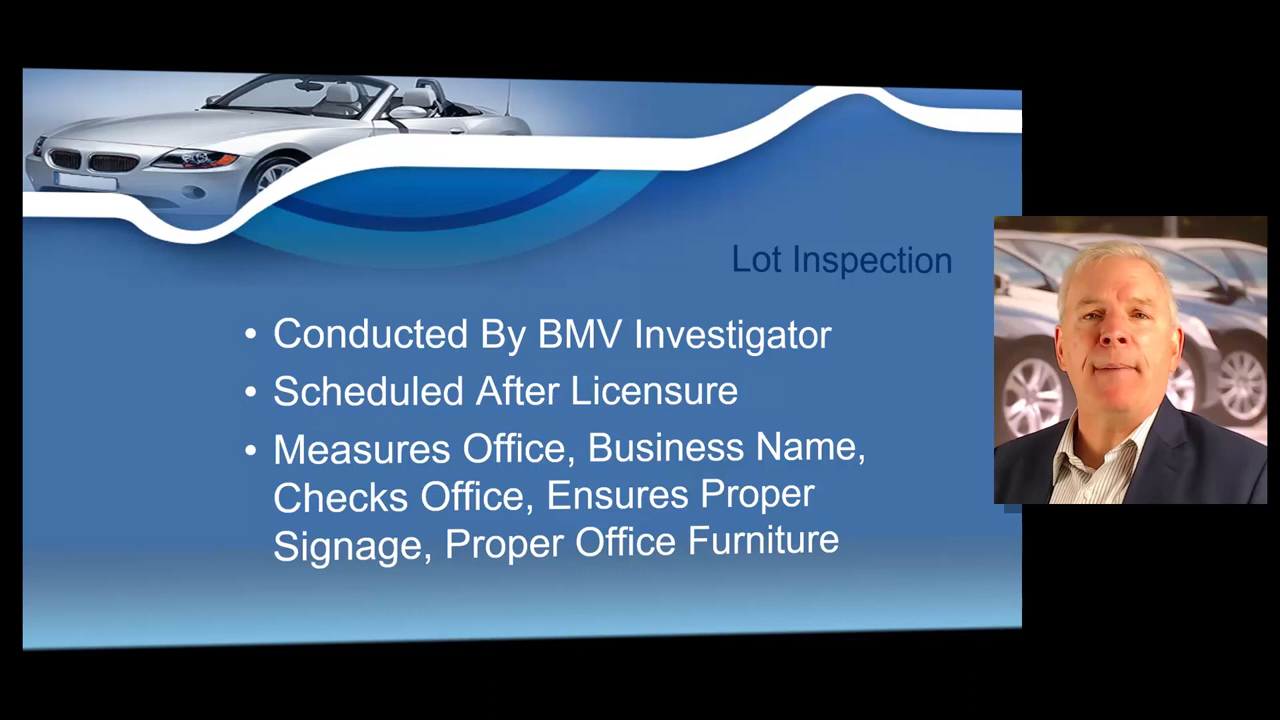 Lot Inspection
• Conducted By BMV Investigator
• Scheduled After Licensure
• Measures Office, Business Name,
Checks Office, Ensures Proper
Signage, Proper Office Furniture